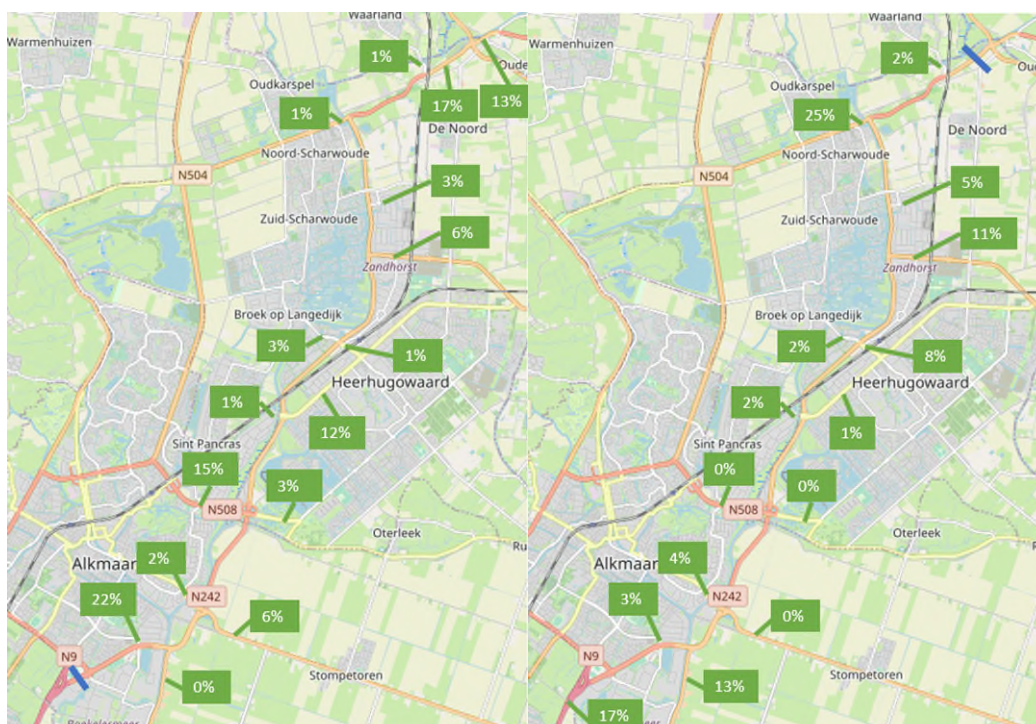 Waarland
Warmenhuizen
1%
Oude
Oudkarspel
17%
13%
1%
De Noord
Noord-Scharwoude
N504
3%
Zuid-Scharwoude
6%
Zandhorst
Broek op Langedijk
3%
1%
Heerhugowaard
1%
12%
Sint Pancras
15%
3%
N508
Oterleek
Ru
2%
Alkmaar
N242
22%
6%
N9
Stompetoren
0%
Waarland
Warmenhuizen
2%
Oud
Oudkarspel
25%
De Noord
Noord-Scharwoude
N504
5%
Zuid-Scharwoude
11%
Zandhorst
Broek op Langedijk
2%
8%
Heerhugowaard
2%
1%
Sint Pancras
0%
0%
N508
Oterleek
Ru
4%
Alkmaar
N242
3%
0%
N9
Stompetoren
13%
17%